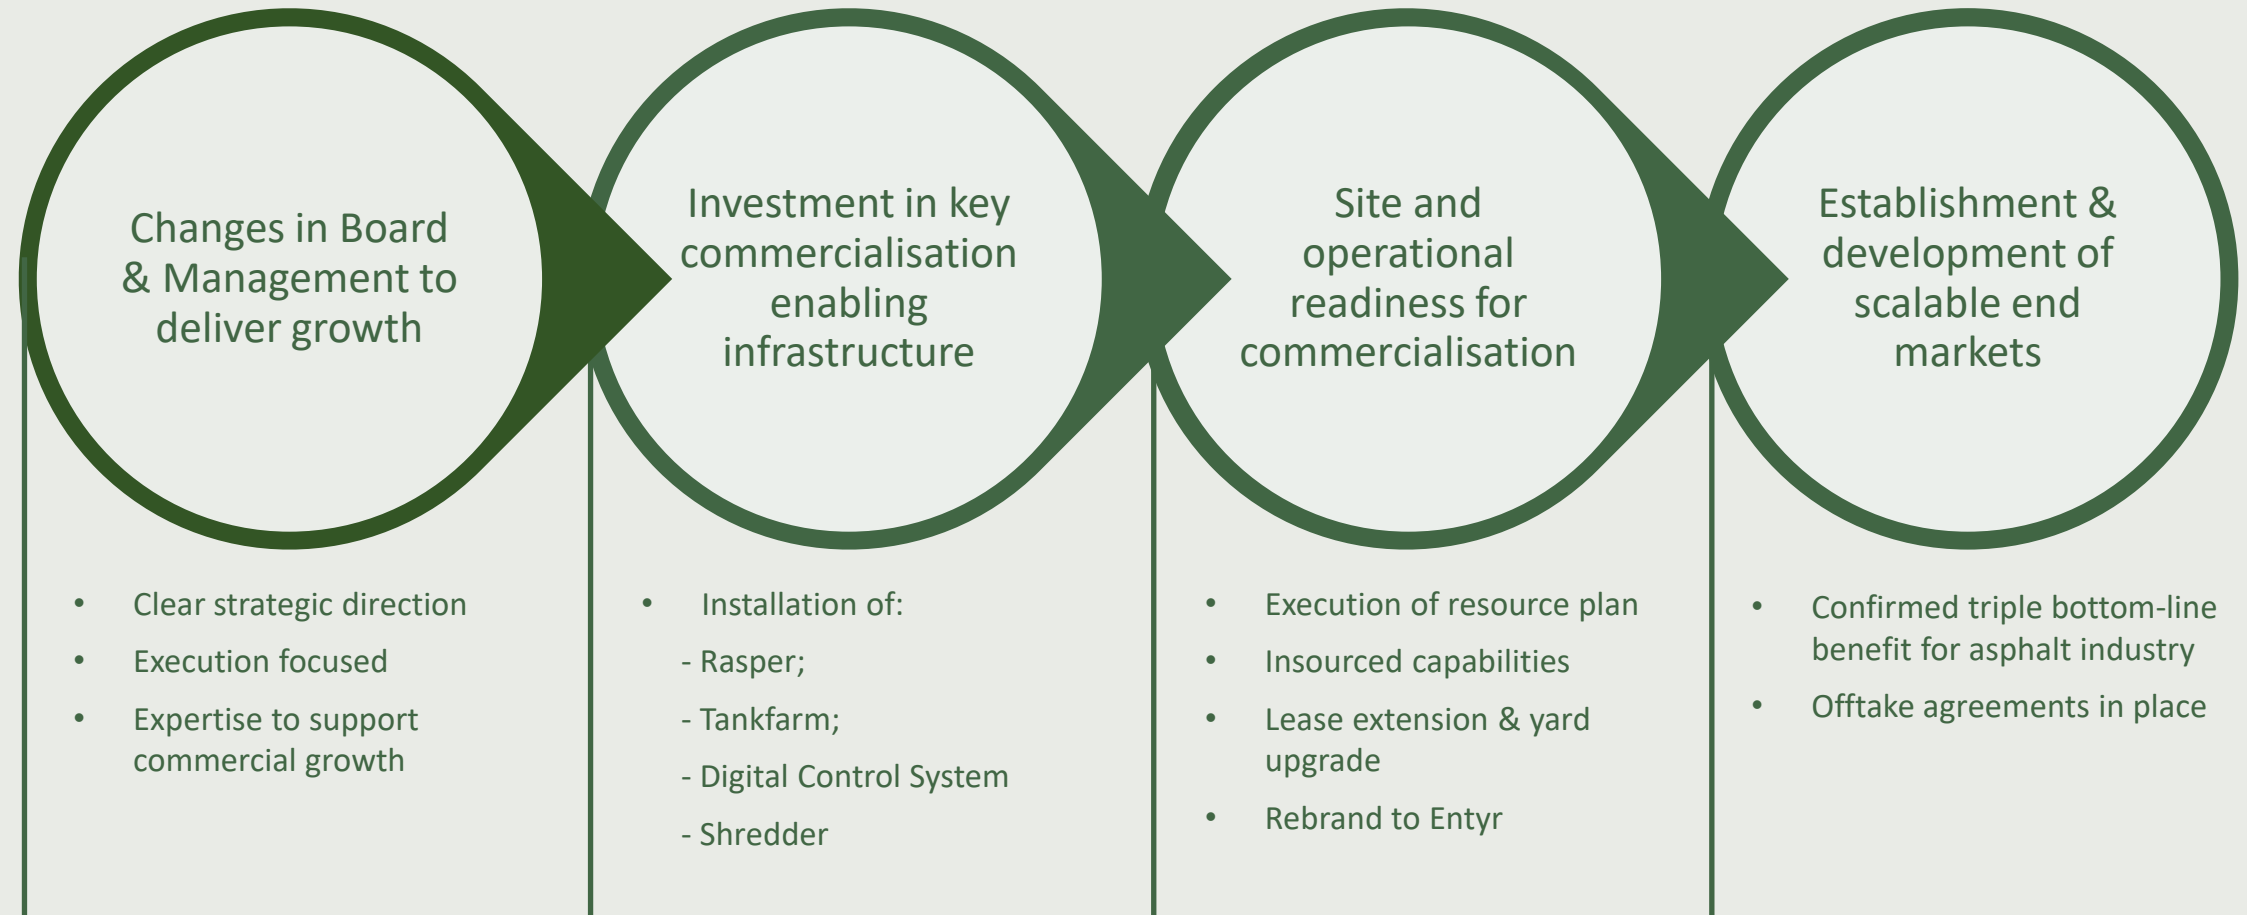 Changes in Board
& Management to
deliver growth
Investment in key
commercialisation
enabling
infrastructure
Site and
operational
readiness for
commercialisation
Establishment &
development of
scalable end
markets
• Clear strategic direction
• Execution focused
• Expertise to support
commercial growth
• Installation of:
- Rasper;
- Tankfarm;
- Digital Control System
- Shredder
• Execution of resource plan
• Insourced capabilities
• Lease extension & yard
upgrade
• Rebrand to Entyr
• Confirmed triple bottom-line
benefit for asphalt industry
• Offtake agreements in place